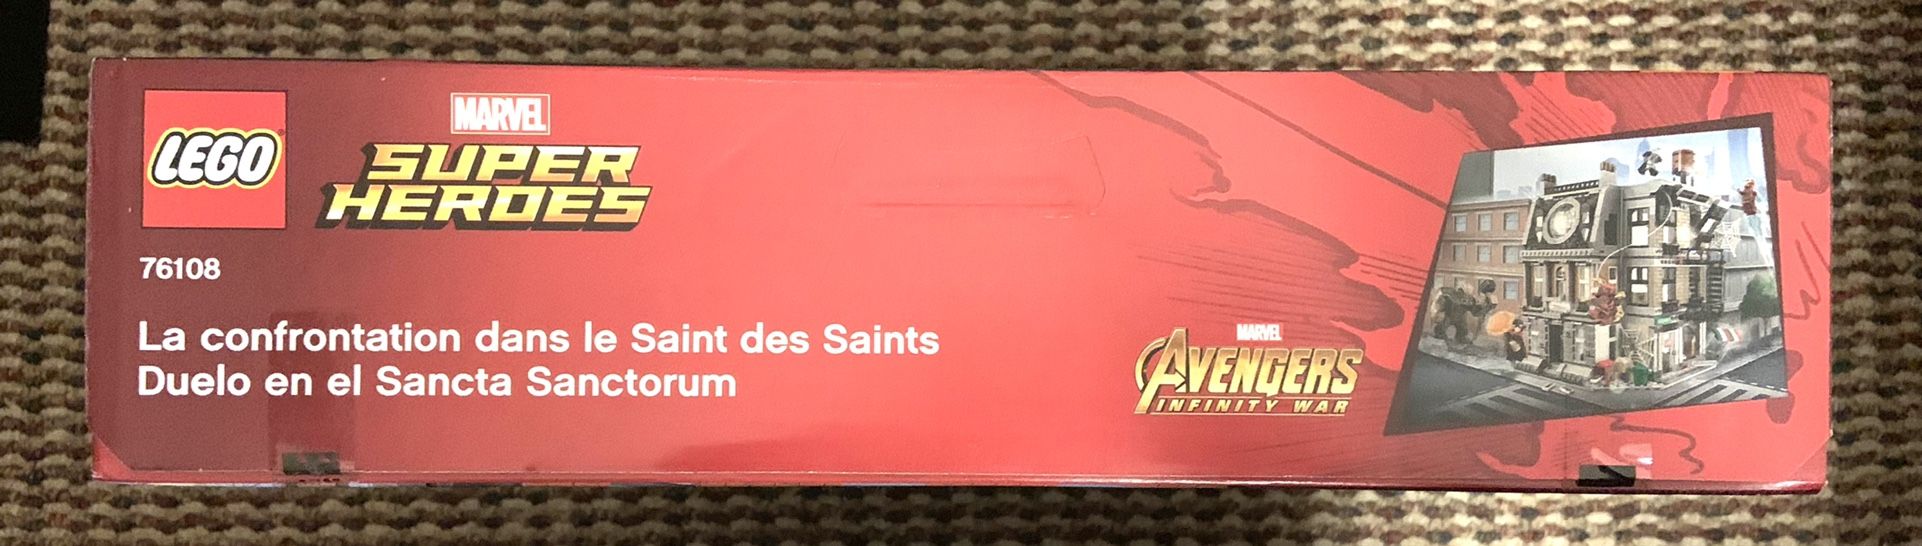 LEGO
MARVEL
SUPER
HEROES
76108
La confrontation dans le Saint des Saints
Duelo en el Sancta Sanctorum
MARVEL
AVENGERS
INFINITY WAR